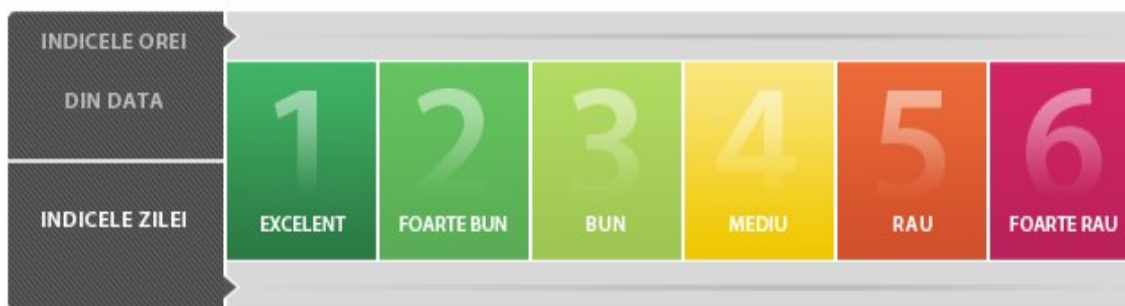 INDICELE OREI
DIN DATA
INDICELE ZILEI
1
EXCELENT
2
FOARTE BUN
3
BUN
4
MEDIU
5
RAU
6
FOARTE RAU